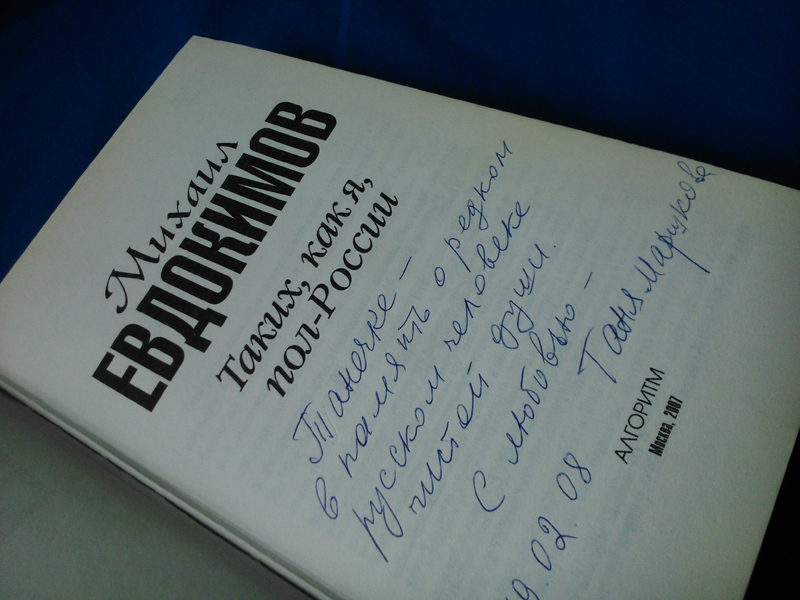 Михаил
ЕВДОКИМОВ
Таких, как я,
пол-России
Танечке –
в память о редком
русском человеке
чистой души.
С любовью –
Таня Марукова
9.02.08
АЛГОРИТМ
Москва, 2007